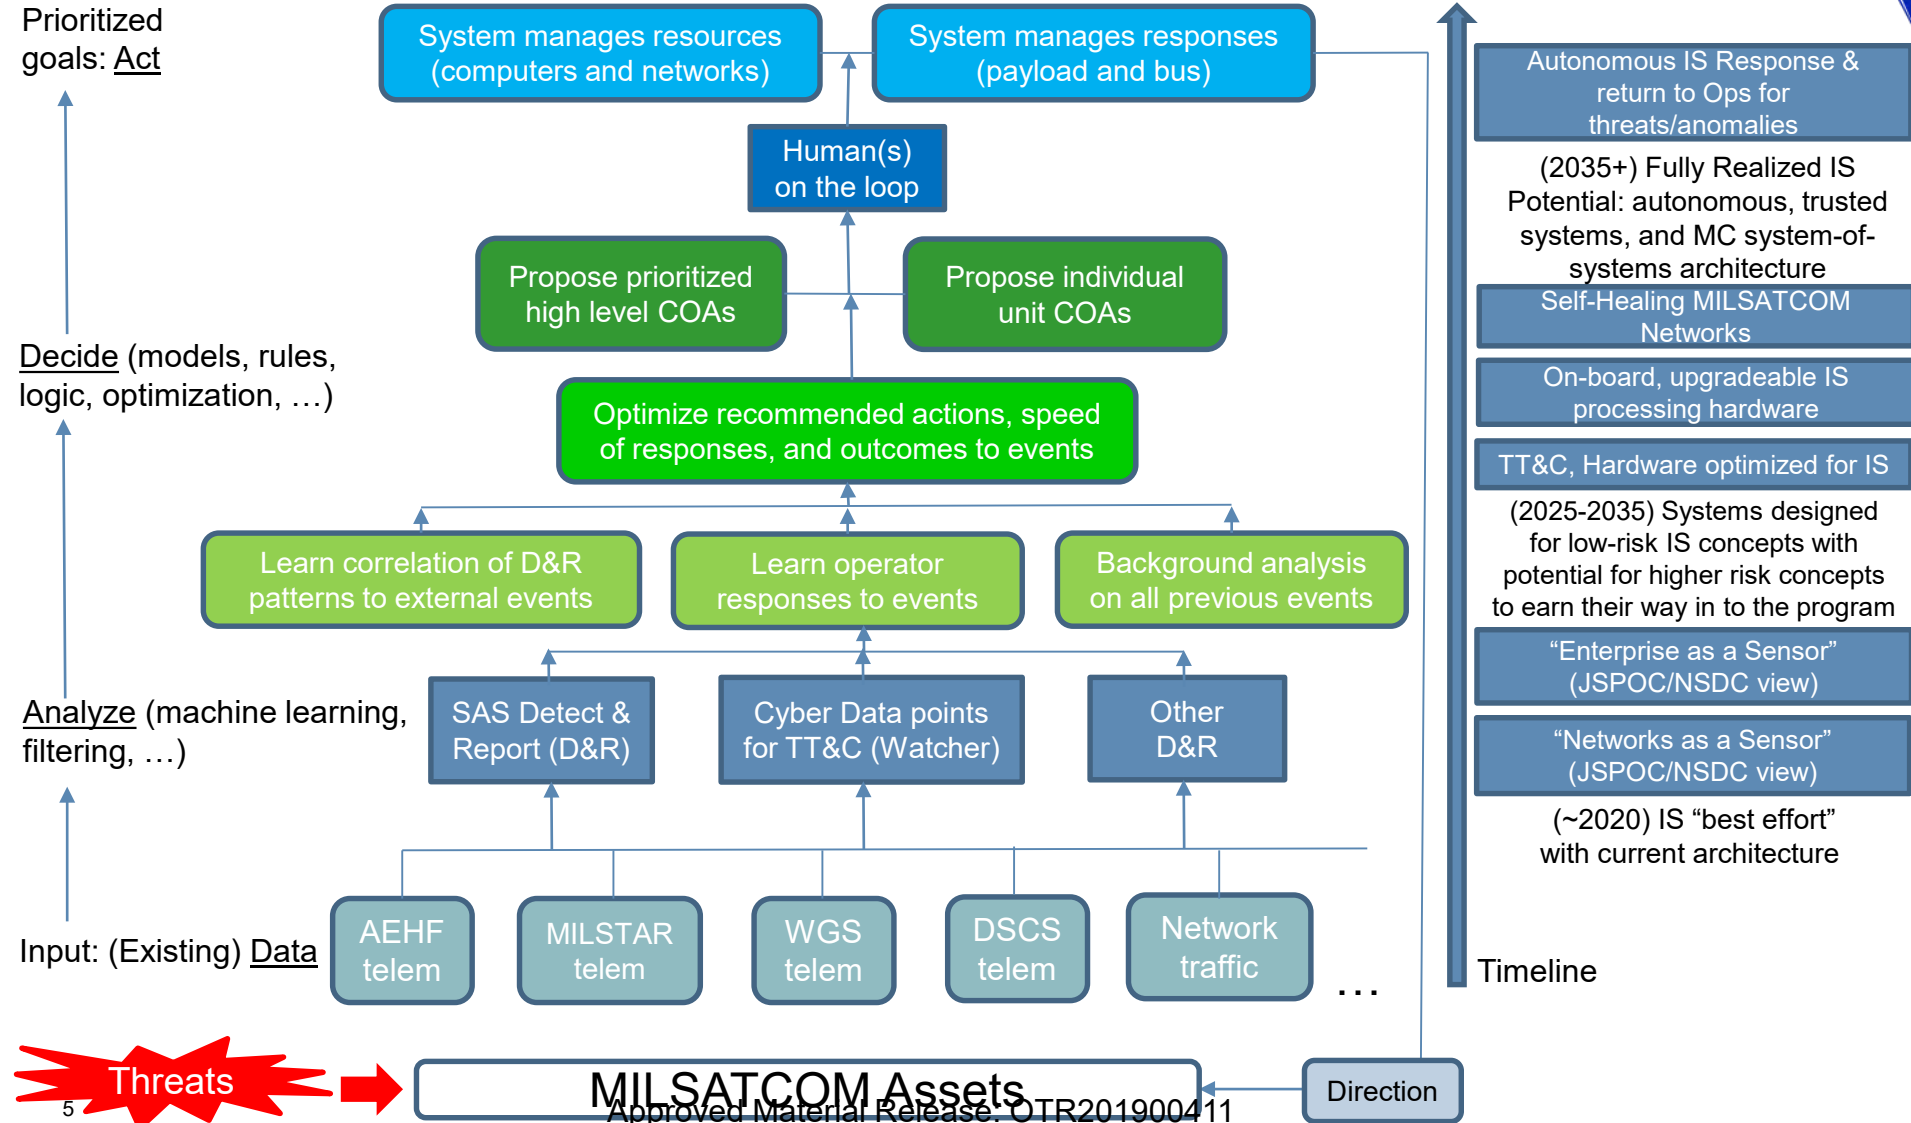 Prioritized
goals: Act
System manages resources
(computers and networks)
System manages responses
(payload and bus)
Human(s)
on the loop
Propose prioritized
high level COAs
Propose individual
unit COAs
Decide (models, rules,
logic, optimization, …)
Optimize recommended actions, speed
of responses, and outcomes to events
Learn correlation of D&R
patterns to external events
Learn operator
responses to events
Background analysis
on all previous events
Analyze (machine learning,
filtering, …)
SAS Detect &
Report (D&R)
Cyber Data points
for TT&C (Watcher)
Other
D&R
Input: (Existing) Data
AEHF
telem
MILSTAR
telem
WGS
telem
DSCS
telem
Network
traffic
…
Autonomous IS Response &
return to Ops for
threats/anomalies
(2035+) Fully Realized IS
Potential: autonomous, trusted
systems, and MC system-of-
systems architecture
Self-Healing MILSATCOM
Networks
On-board, upgradeable IS
processing hardware
TT&C, Hardware optimized for IS
(2025-2035) Systems designed
for low-risk IS concepts with
potential for higher risk concepts
to earn their way in to the program
“Enterprise as a Sensor”
(JSPOC/NSDC view)
“Networks as a Sensor”
(JSPOC/NSDC view)
(~2020) IS “best effort”
with current architecture
Timeline
Threats
MILSATCOM Assets
Direction
5
Approved Material Release: OTR201900411